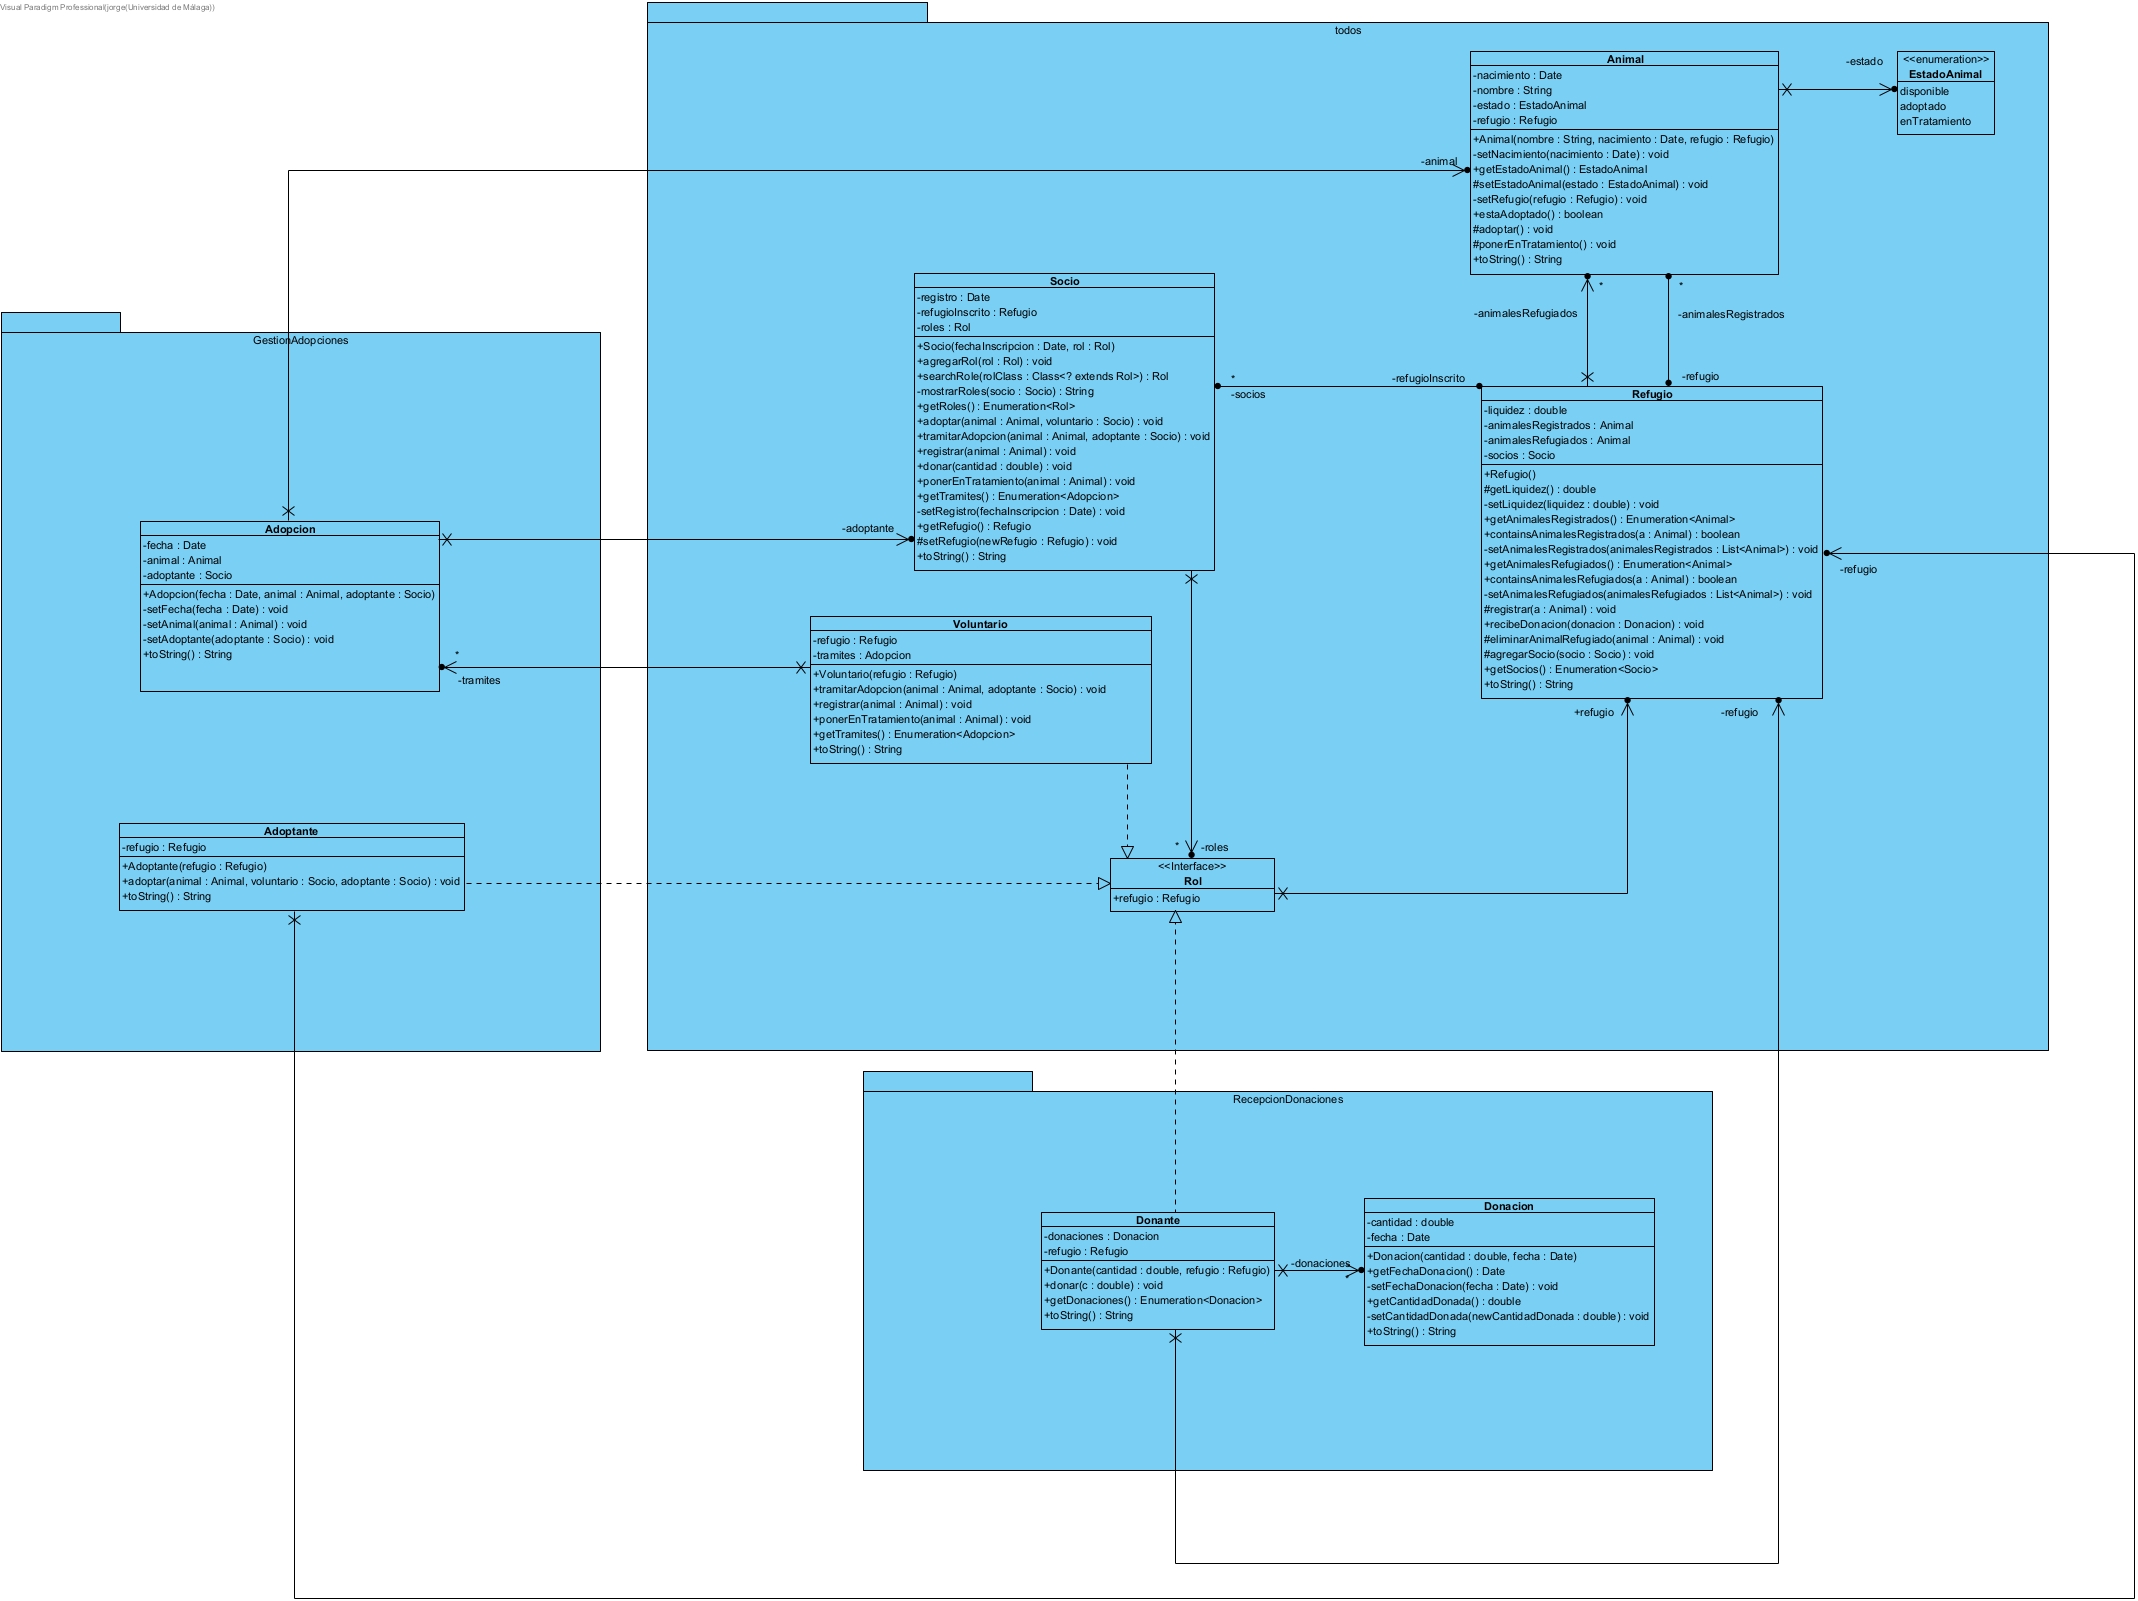 Visual Paradigm Professional(jorge(Universidad de Málaga))
todos
Animal
-nacimiento : Date
-nombre : String
-estado : EstadoAnimal
-refugio : Refugio
+Animal(nombre : String, nacimiento : Date, refugio : Refugio)
-setNacimiento(nacimiento : Date) : void
+getEstadoAnimal() : EstadoAnimal
#setEstadoAnimal(estado : EstadoAnimal) : void
-setRefugio(refugio : Refugio) : void
+estaAdoptado() : boolean
#adoptar() : void
#ponerEnTratamiento() : void
+toString() : String
-estado
<<enumeration>>
EstadoAnimal
disponible
adoptado
enTratamiento
-animal
*
-animalesRefugiados
*
-animalesRegistrados
-refugio
Socio
-registro : Date
-refugioInscrito : Refugio
-roles : Rol
+Socio(fechaInscripcion : Date, rol : Rol)
+agregarRol(rol : Rol) : void
+searchRole(rolClass : Class<? extends Rol>) : Rol
-mostrarRoles(socio : Socio) : String
+getRoles() : Enumeration<Rol>
+adoptar(animal : Animal, voluntario : Socio) : void
+tramitarAdopcion(animal : Animal, adoptante : Socio) : void
+registrar(animal : Animal) : void
+donar(cantidad : double) : void
+ponerEnTratamiento(animal : Animal) : void
+getTramites() : Enumeration<Adopcion>
-setRegistro(fechaInscripcion : Date) : void
+getRefugio() : Refugio
#setRefugio(newRefugio : Refugio) : void
+toString() : String
*
-socios
-refugioInscrito
Refugio
-liquidez : double
-animalesRegistrados : Animal
-animalesRefugiados : Animal
-socios : Socio
+Refugio()
#getLiquidez() : double
-setLiquidez(liquidez : double) : void
+getAnimalesRegistrados() : Enumeration<Animal>
+containsAnimalesRegistrados(a : Animal) : boolean
-setAnimalesRegistrados(animalesRegistrados : List<Animal>) : void
+getAnimalesRefugiados() : Enumeration<Animal>
+containsAnimalesRefugiados(a : Animal) : boolean
-setAnimalesRefugiados(animalesRefugiados : List<Animal>) : void
#registrar(a : Animal) : void
+recibeDonacion(donacion : Donacion) : void
#eliminarAnimalRefugiado(animal : Animal) : void
#agregarSocio(socio : Socio) : void
+getSocios() : Enumeration<Socio>
+toString() : String
-refugio
+refugio
-refugio
GestionAdopciones
Adopcion
-fecha : Date
-animal : Animal
-adoptante : Socio
+Adopcion(fecha : Date, animal : Animal, adoptante : Socio)
-setFecha(fecha : Date) : void
-setAnimal(animal : Animal) : void
-setAdoptante(adoptante : Socio) : void
+toString() : String
-adoptante
*
-tramites
Voluntario
-refugio : Refugio
-tramites : Adopcion
+Voluntario(refugio : Refugio)
+tramitarAdopcion(animal : Animal, adoptante : Socio) : void
+registrar(animal : Animal) : void
+ponerEnTratamiento(animal : Animal) : void
+getTramites() : Enumeration<Adopcion>
+toString() : String
Adoptante
-refugio : Refugio
+Adoptante(refugio : Refugio)
+adoptar(animal : Animal, voluntario : Socio, adoptante : Socio) : void
+toString() : String
*
-roles
<<Interface>>
Rol
+refugio : Refugio
RecepcionDonaciones
Donante
-donaciones : Donacion
-refugio : Refugio
+Donante(cantidad : double, refugio : Refugio)
+donar(c : double) : void
+getDonaciones() : Enumeration<Donacion>
+toString() : String
-donaciones
*
Donacion
-cantidad : double
-fecha : Date
+Donacion(cantidad : double, fecha : Date)
+getFechaDonacion() : Date
-setFechaDonacion(fecha : Date) : void
+getCantidadDonada() : double
-setCantidadDonada(newCantidadDonada : double) : void
+toString() : String